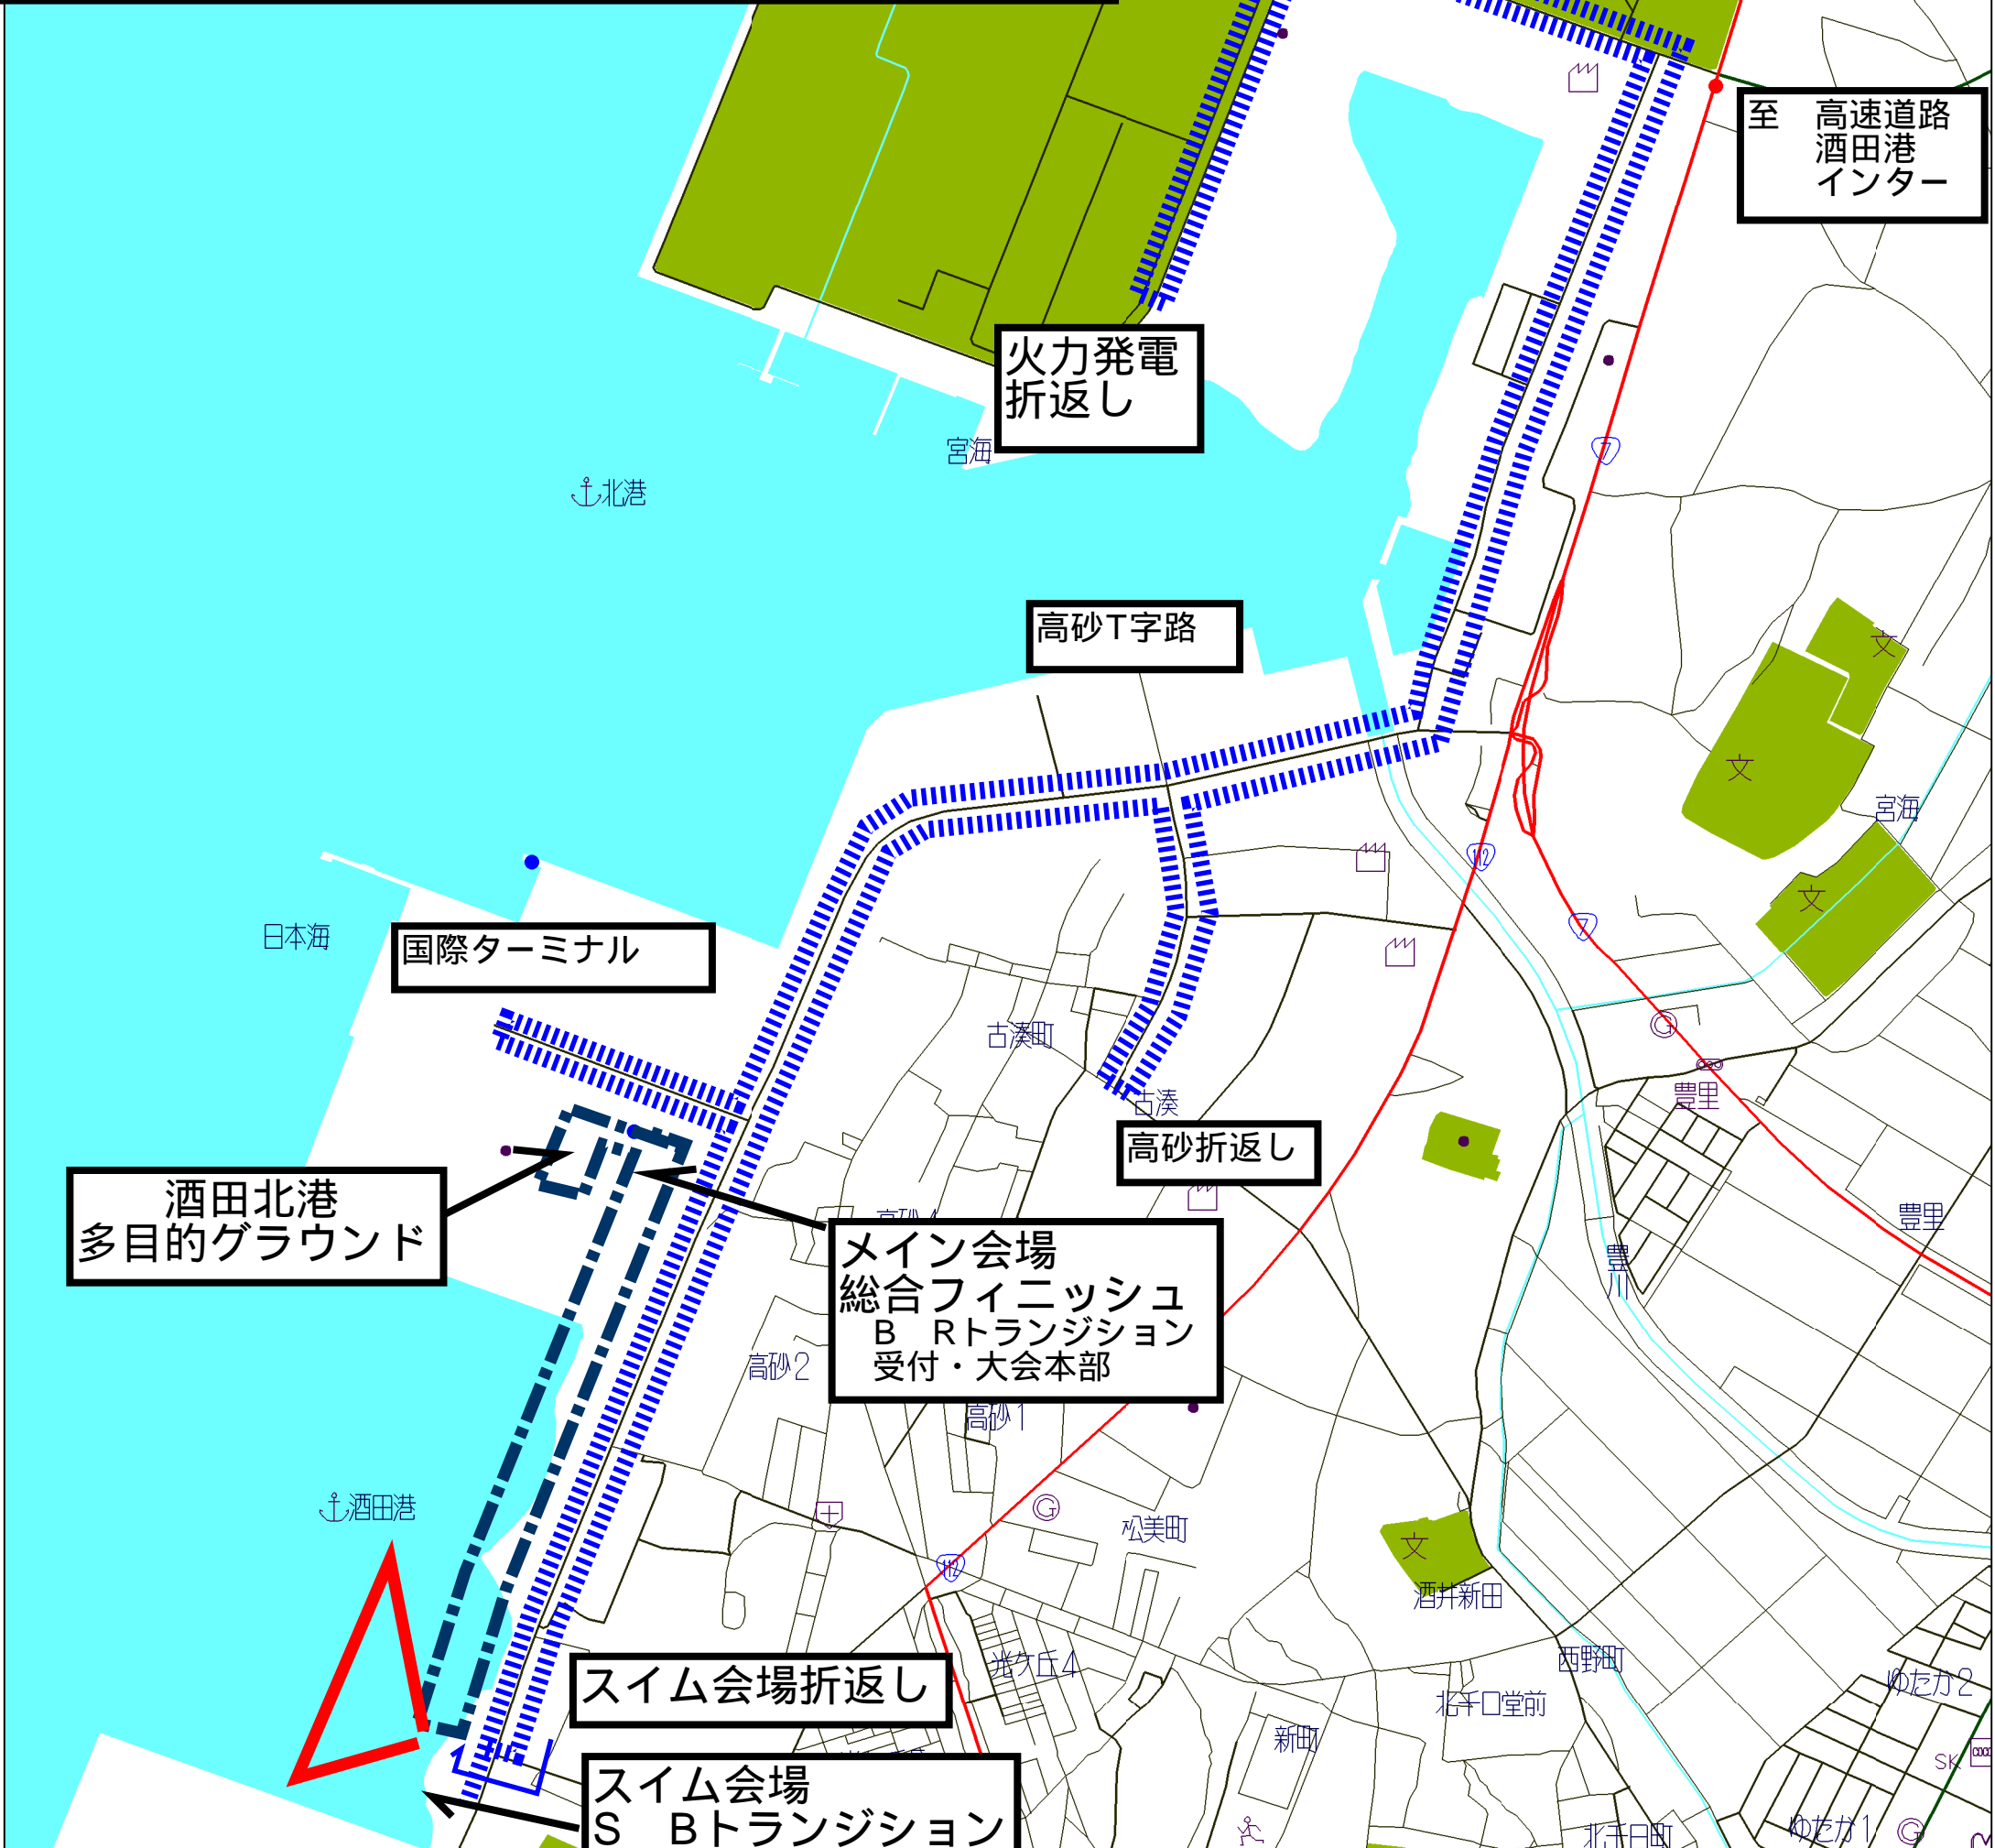 至　高速道路
酒田港
インター
火力発電
折返し
宮海
北港
7
高砂T字路
宮海
112
7
日本海
国際ターミナル
古湊町
古湊
豊里
高砂折返し
酒田北港
多目的グラウンド
豊里
豊川
メイン会場
総合フィニッシュ
B　Rトランジション
受付・大会本部
高砂2
高砂1
酒田港
松美町
112
酒井新田
スイム会場折返し
光ケ丘4
西野町
ゆたか2
北千日堂前
新町
SK
スイム会場
S　Bトランジション
ゆたか1
北千日町